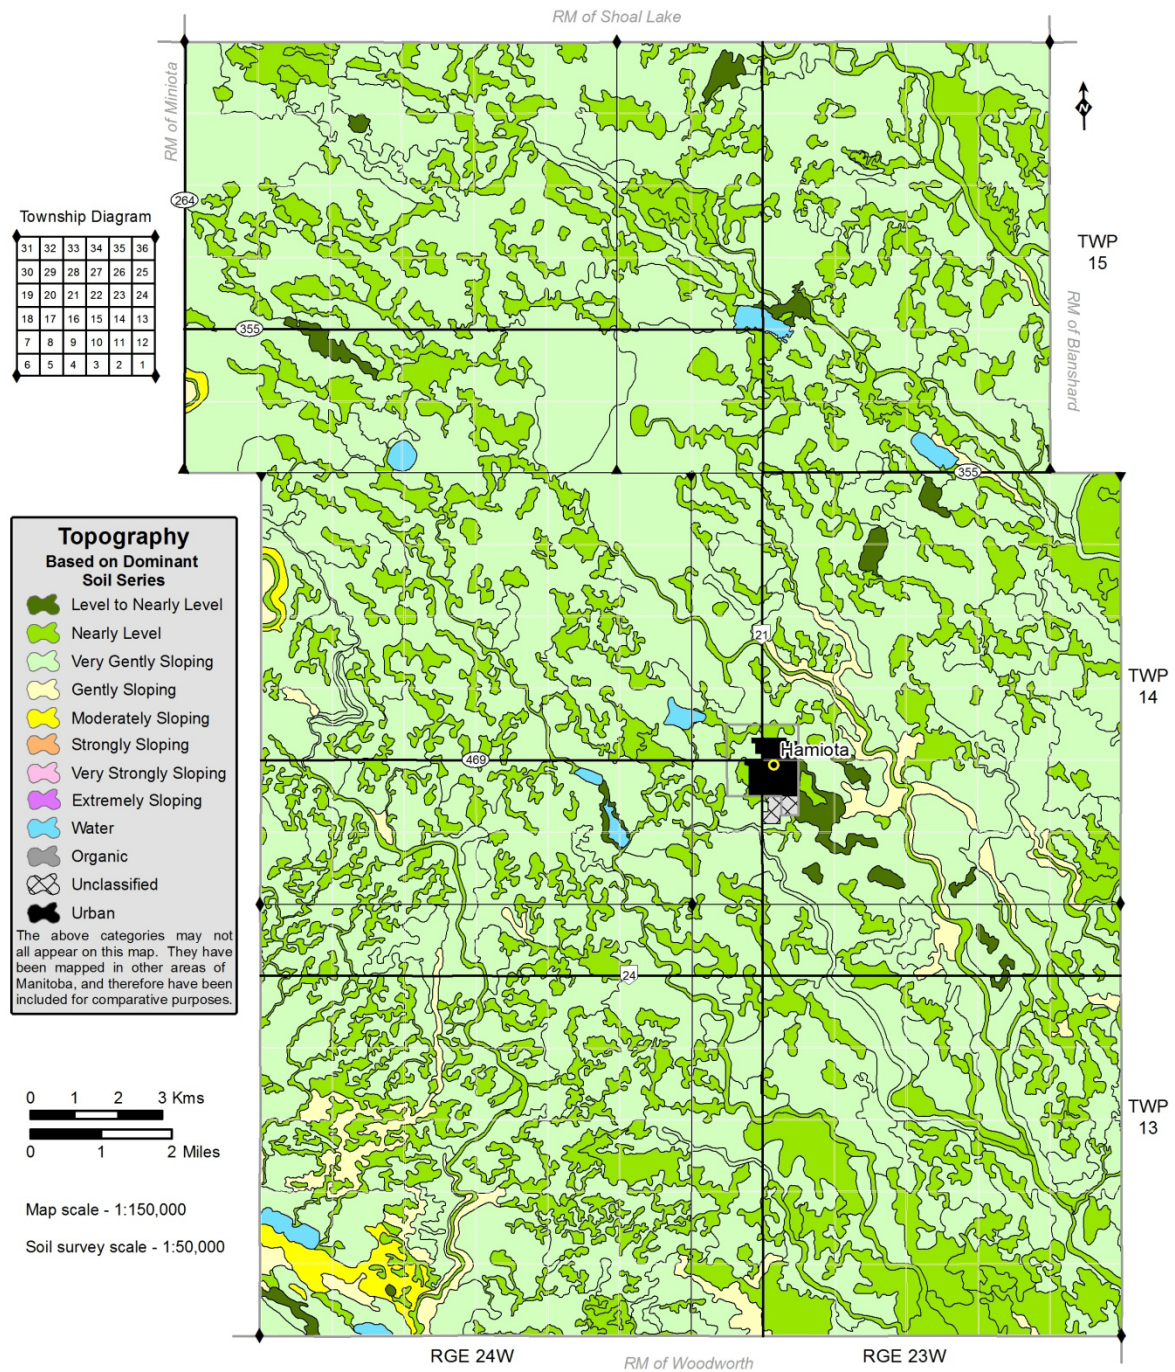 RM of Shoal Lake
RM of Miniota
264
Township Diagram
31 32 33 34 35 36
30 29 28 27 26 25
19 20 21 22 23 24
18 17 16 15 14 13
7 8 9 10 11 12
6 5 4 3 2 1
N
TWP
15
RM of Blanshard
355
355
Topography
Based on Dominant
Soil Series
Level to Nearly Level
Nearly Level
Very Gently Sloping
Gently Sloping
Moderately Sloping
Strongly Sloping
Very Strongly Sloping
Extremely Sloping
Water
Organic
Unclassified
Urban
The above categories may not
all appear on this map. They have
been mapped in other areas of
Manitoba, and therefore have been
included for comparative purposes.
21
TWP
14
Hamiota
469
24
0 1 2 3 Kms
0 1 2 Miles
TWP
13
Map scale - 1:150,000
Soil survey scale - 1:50,000
RGE 24W
RGE 23W
RM of Woodworth